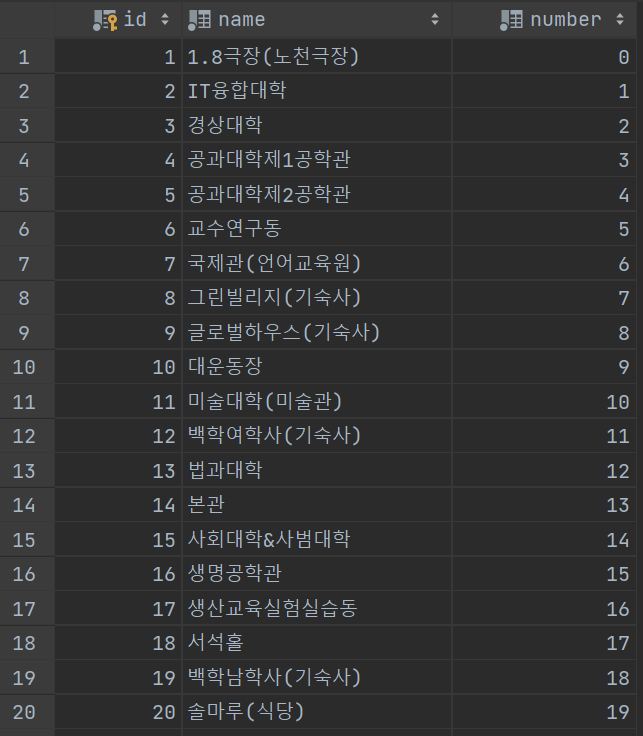 id name number
1 1 1.8극장(노천극장) 0
2 2 IT융합대학 1
3 3 경상대학 2
4 4 공과대학제1공학관 3
5 5 공과대학제2공학관 4
6 6 교수연구동 5
7 7 국제관(언어교육원) 6
8 8 그린빌리지(기숙사) 7
9 9 글로벌하우스(기숙사) 8
10 10 대운동장 9
11 11 미술대학(미술관) 10
12 12 백학여학사(기숙사) 11
13 13 법과대학 12
14 14 본관 13
15 15 사회대학&사범대학 14
16 16 생명공학관 15
17 17 생산교육실험실습동 16
18 18 서석홀 17
19 19 백학남학사(기숙사) 18
20 20 솔마루(식당) 19